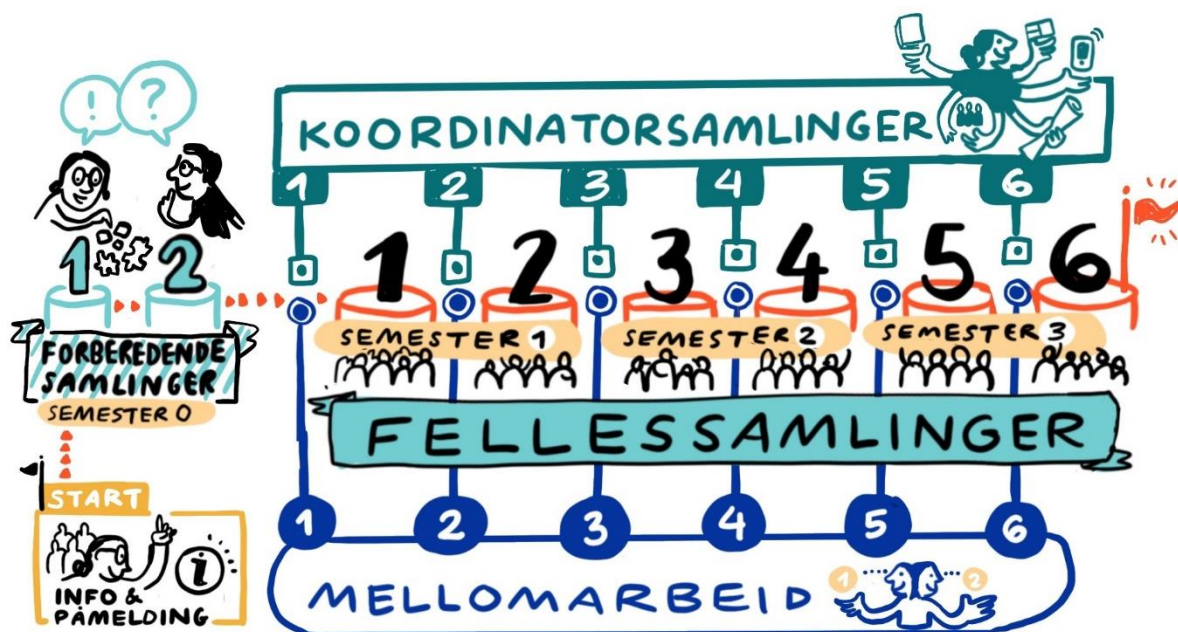 KOORDINATORSAMLINGER
1 2 3 4 5 6
! ?
1 2
1 2 3 4 5 6
SEMESTER 1 SEMESTER 2 SEMESTER 3
FORBEREDENDE
SAMLINGER
SEMESTER 0
FELLESSAMLINGER
START
i
INFO &
PÅMELDING
1 2 3 4 5 6
MELLOMARBEID
1 2